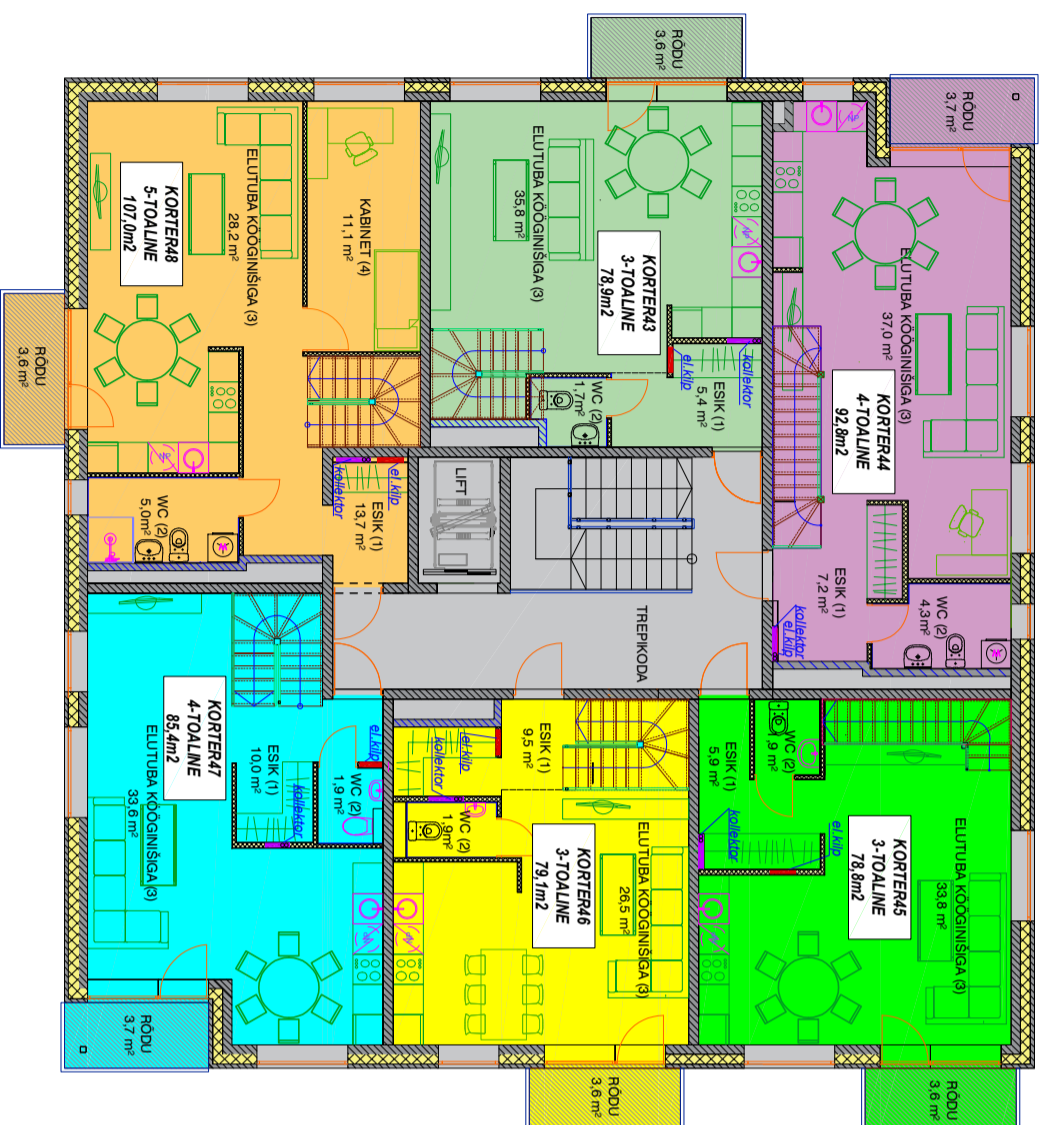 RÕDU
3,6 m²
RÕDU
3,7 m²
ELUTUBA KÖÖGINIŠIGA (3)
28,2 m²
KORTER48
5-TOALINE
107,0m2
KABINET (4)
11,1 m²
ELUTUBA KÖÖGINIŠIGA (3)
35,8 m²
KORTER43
3-TOALINE
78,9m2
ELUTUBA KÖÖGINIŠIGA (3)
37,0 m²
KORTER44
4-TOALINE
92,8m2
RÕDU
3,6 m²
kollektor
el.kilp
ESIK (1)
5,4 m²
WC (2)
1,7m²
el.kilp
kollektor
ESIK (1)
13,7 m²
LIFT
WC (2)
5,0m²
ESIK (1)
7,2 m²
WC (2)
4,3m²
kollektor
el.kilp
TREPIKODA
KORTER47
4-TOALINE
85,4m2
ELUTUBA KÖÖGINIŠIGA (3)
33,6 m²
ESIK (1)
10,0 m²
el.kilp
WC (2)
1,9m²
kollektor
el.kilp
kollektor
ESIK (1)
9,5 m²
WC (2)
1,9m²
KORTER46
3-TOALINE
79,1m2
ELUTUBA KÖÖGINIŠIGA (3)
26,5 m²
WC (2)
,9 m²
ESIK (1)
5,9 m²
kollektor
el.kilp
KORTER45
3-TOALINE
78,8m2
ELUTUBA KÖÖGINIŠIGA (3)
33,8 m²
RÕDU
3,7 m²
RÕDU
3,6 m²
RÕDU
3,6 m²